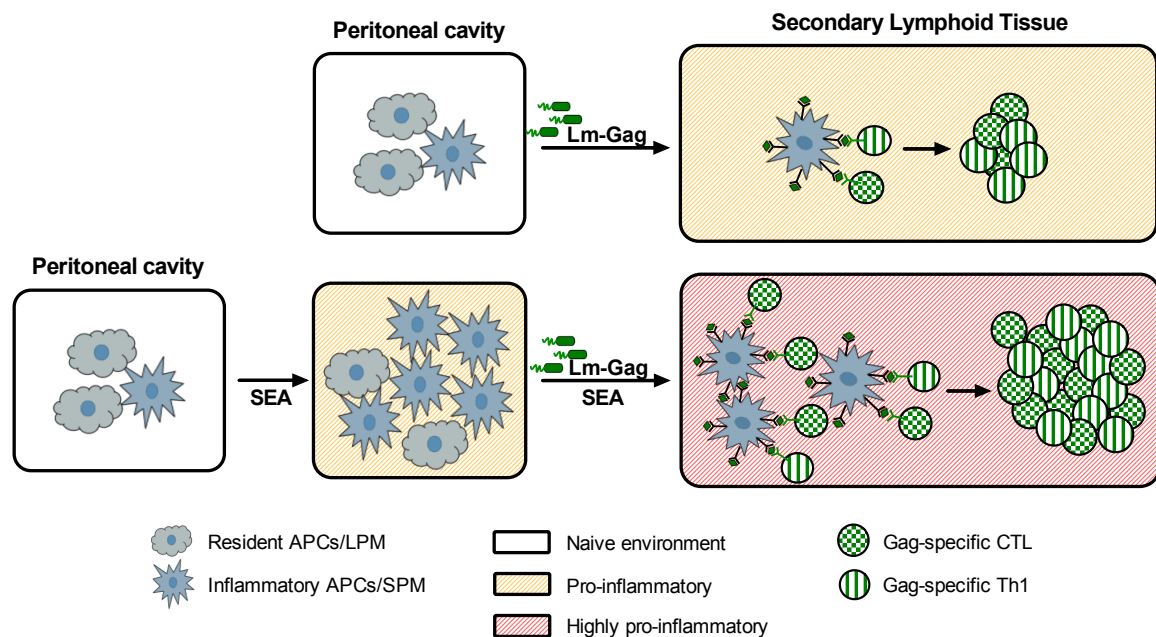 Peritoneal cavity
Secondary Lymphoid Tissue
Lm-Gag
Peritoneal cavity
SEA
Lm-Gag
SEA
Resident APCs/LPM
Naive environment
Gag-specific CTL
Inflammatory APCs/SPM
Pro-inflammatory
Gag-specific Th1
Highly pro-inflammatory